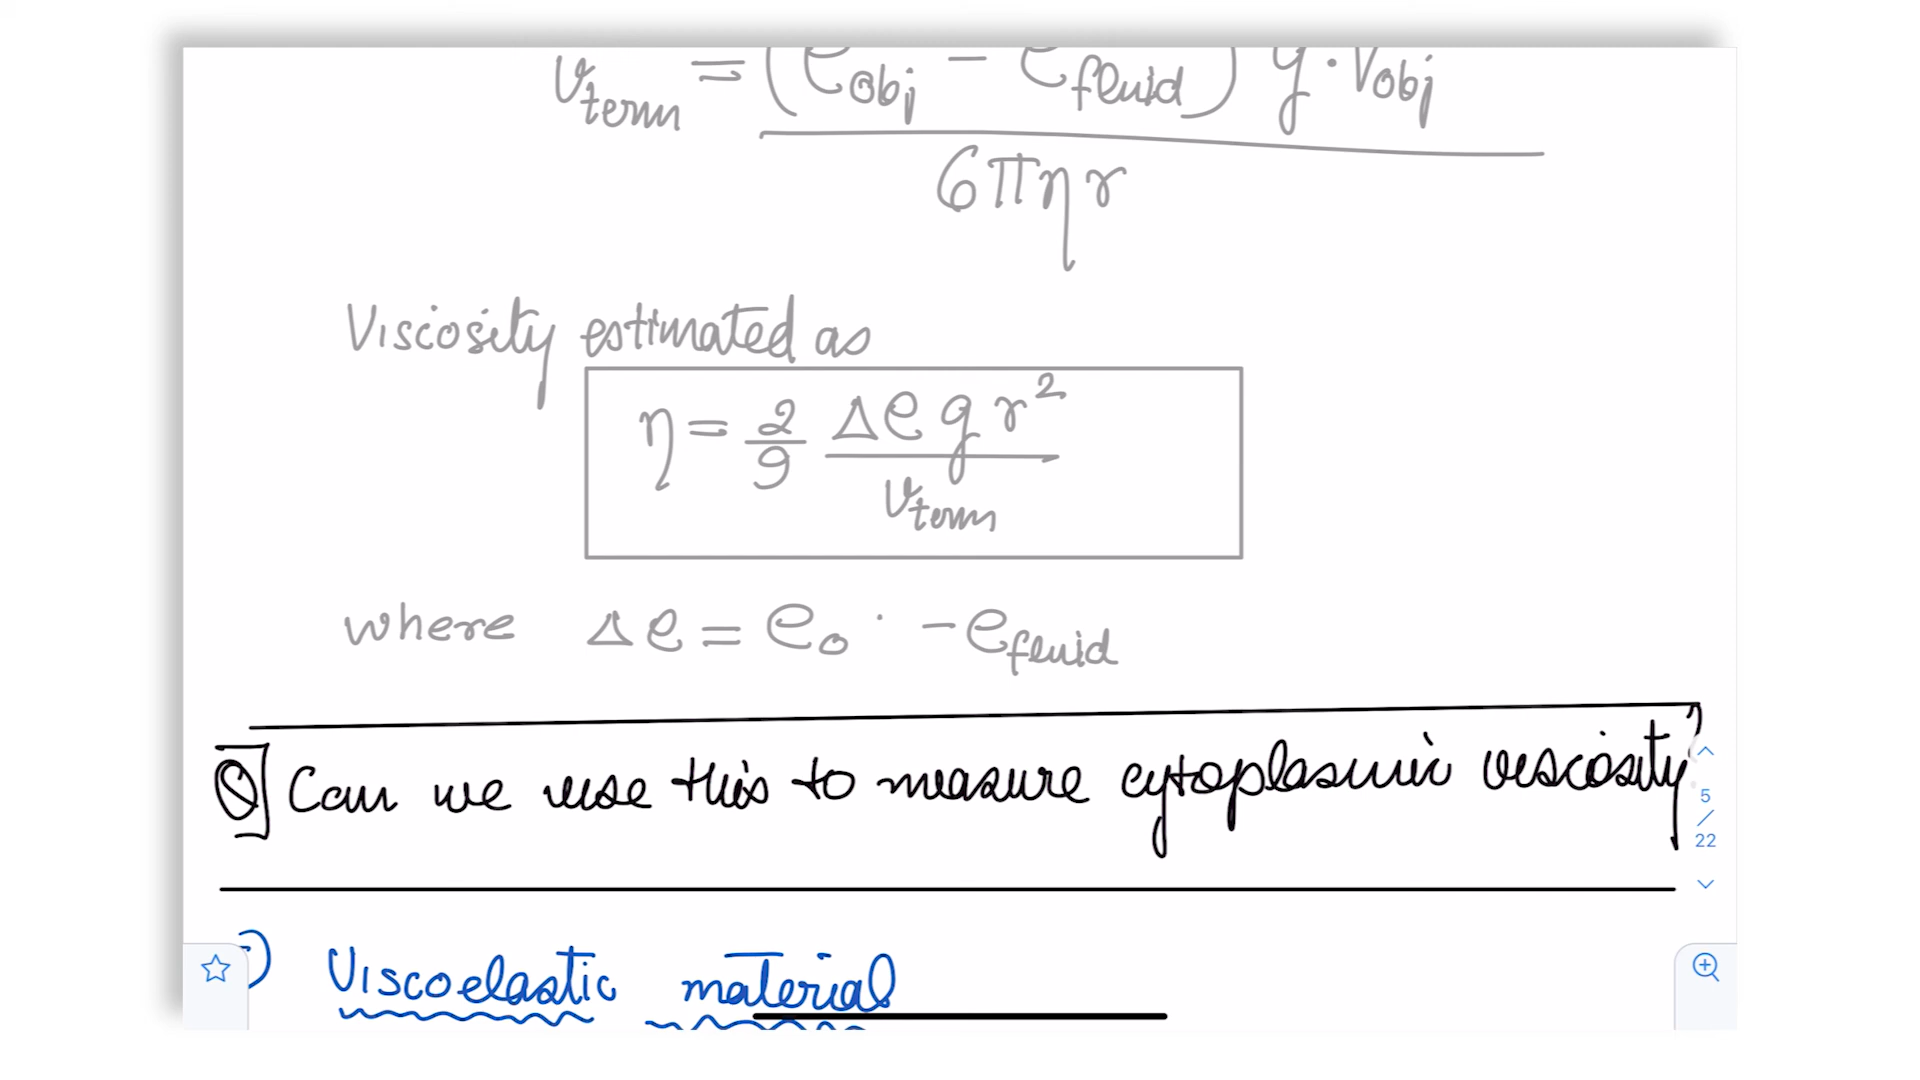 v_term = (ρ_obj − ρ_fluid) g · V_obj
6πηr
Viscosity estimated as
η = 2/9 Δρ g r² / v_term
where Δρ = ρ_o · − ρ_fluid
Q] Can we use this to measure cytoplasmic viscosity?
5
/
22
) Viscoelastic material